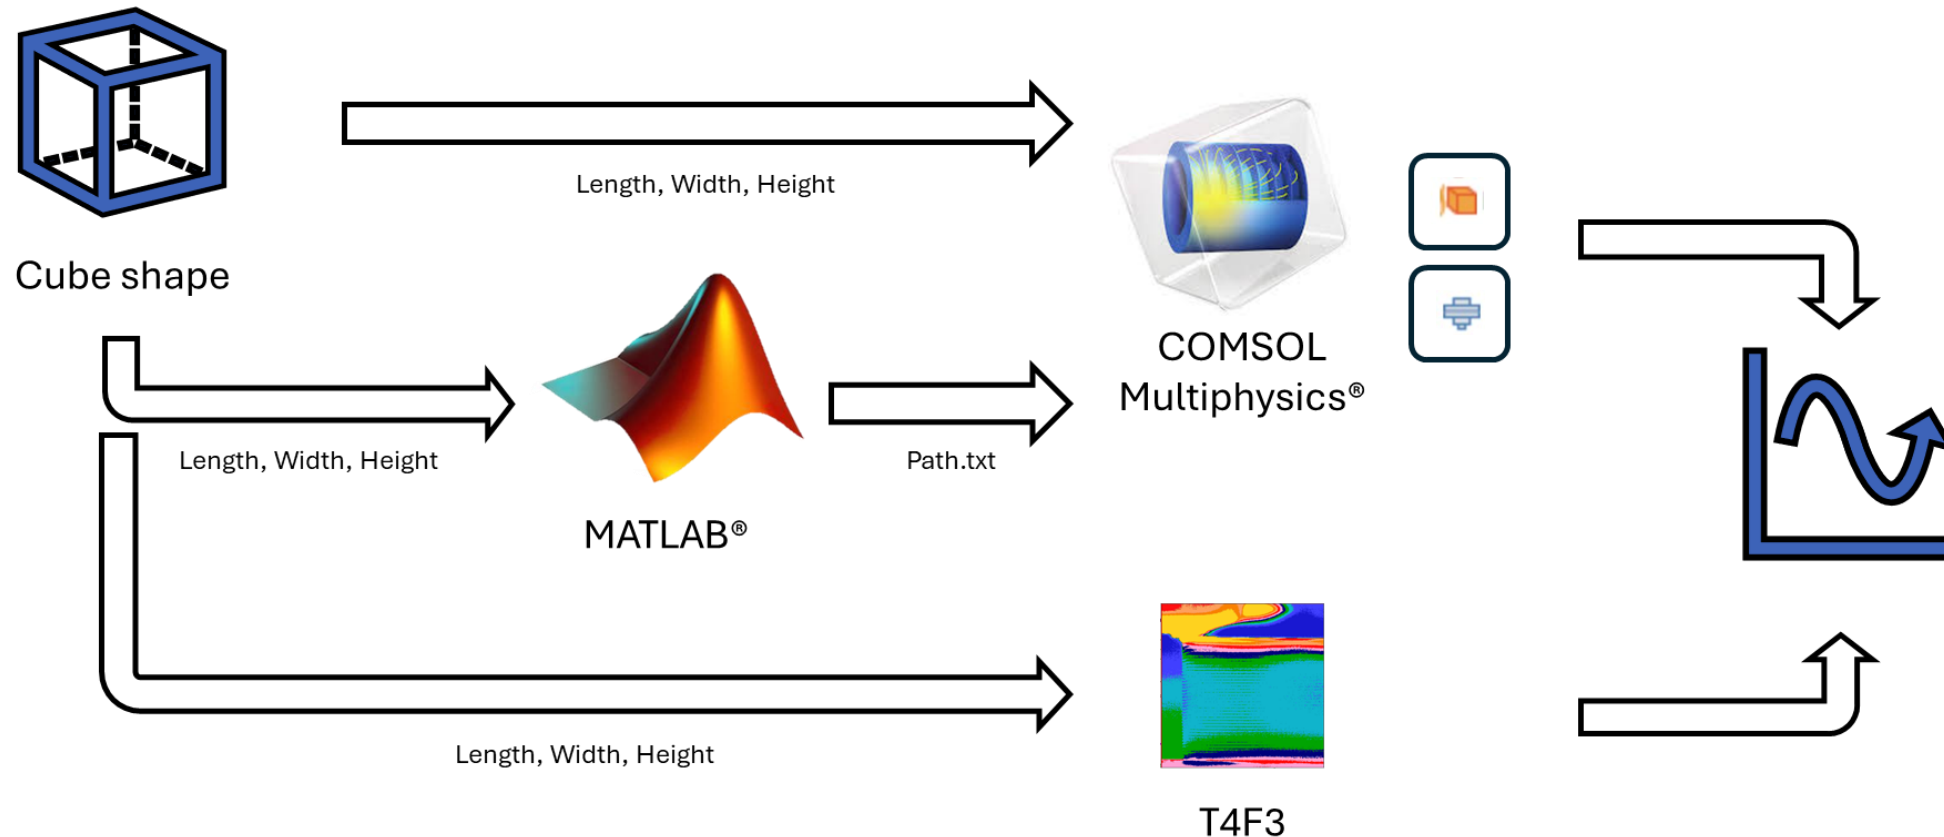 Length, Width, Height
Cube shape
COMSOL
Multiphysics®
Length, Width, Height
Path.txt
MATLAB®
Length, Width, Height
T4F3